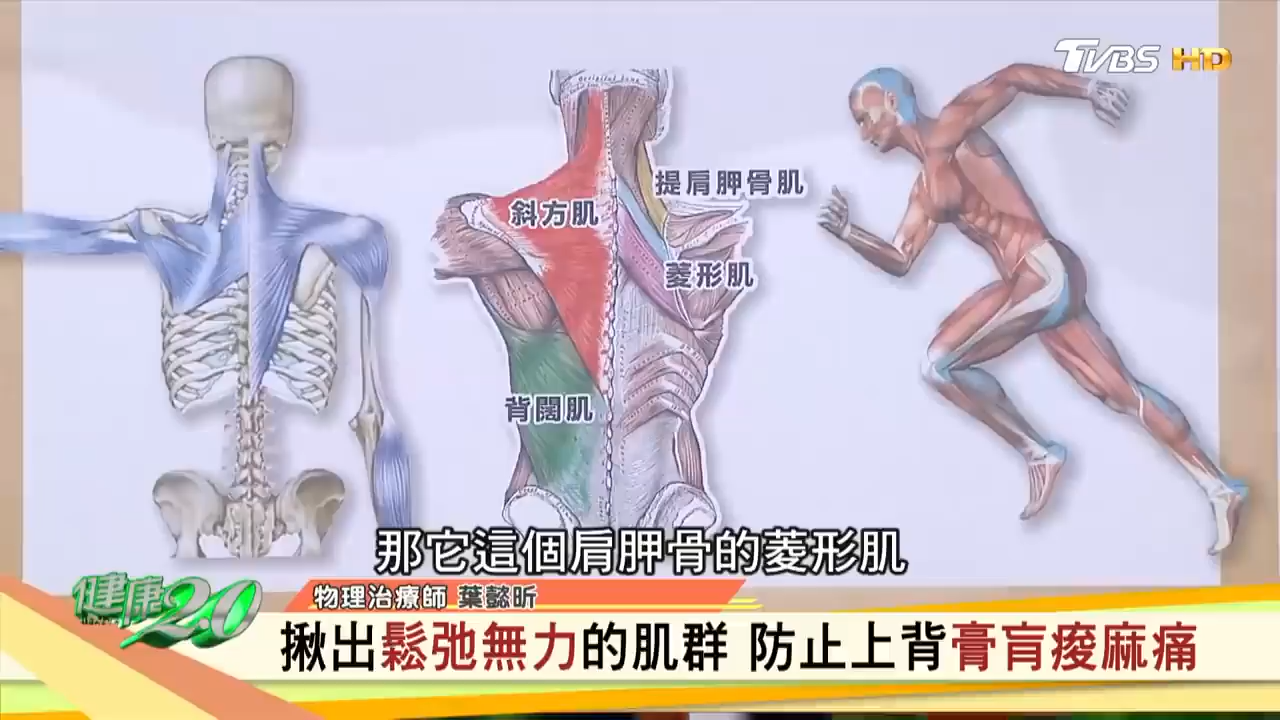 TVBS HD
提肩胛骨肌
斜方肌
菱形肌
背闊肌
那它這個肩胛骨的菱形肌
健康2.0
物理治療師 葉懿昕
揪出鬆弛無力的肌群 防止上背膏肓痠麻痛